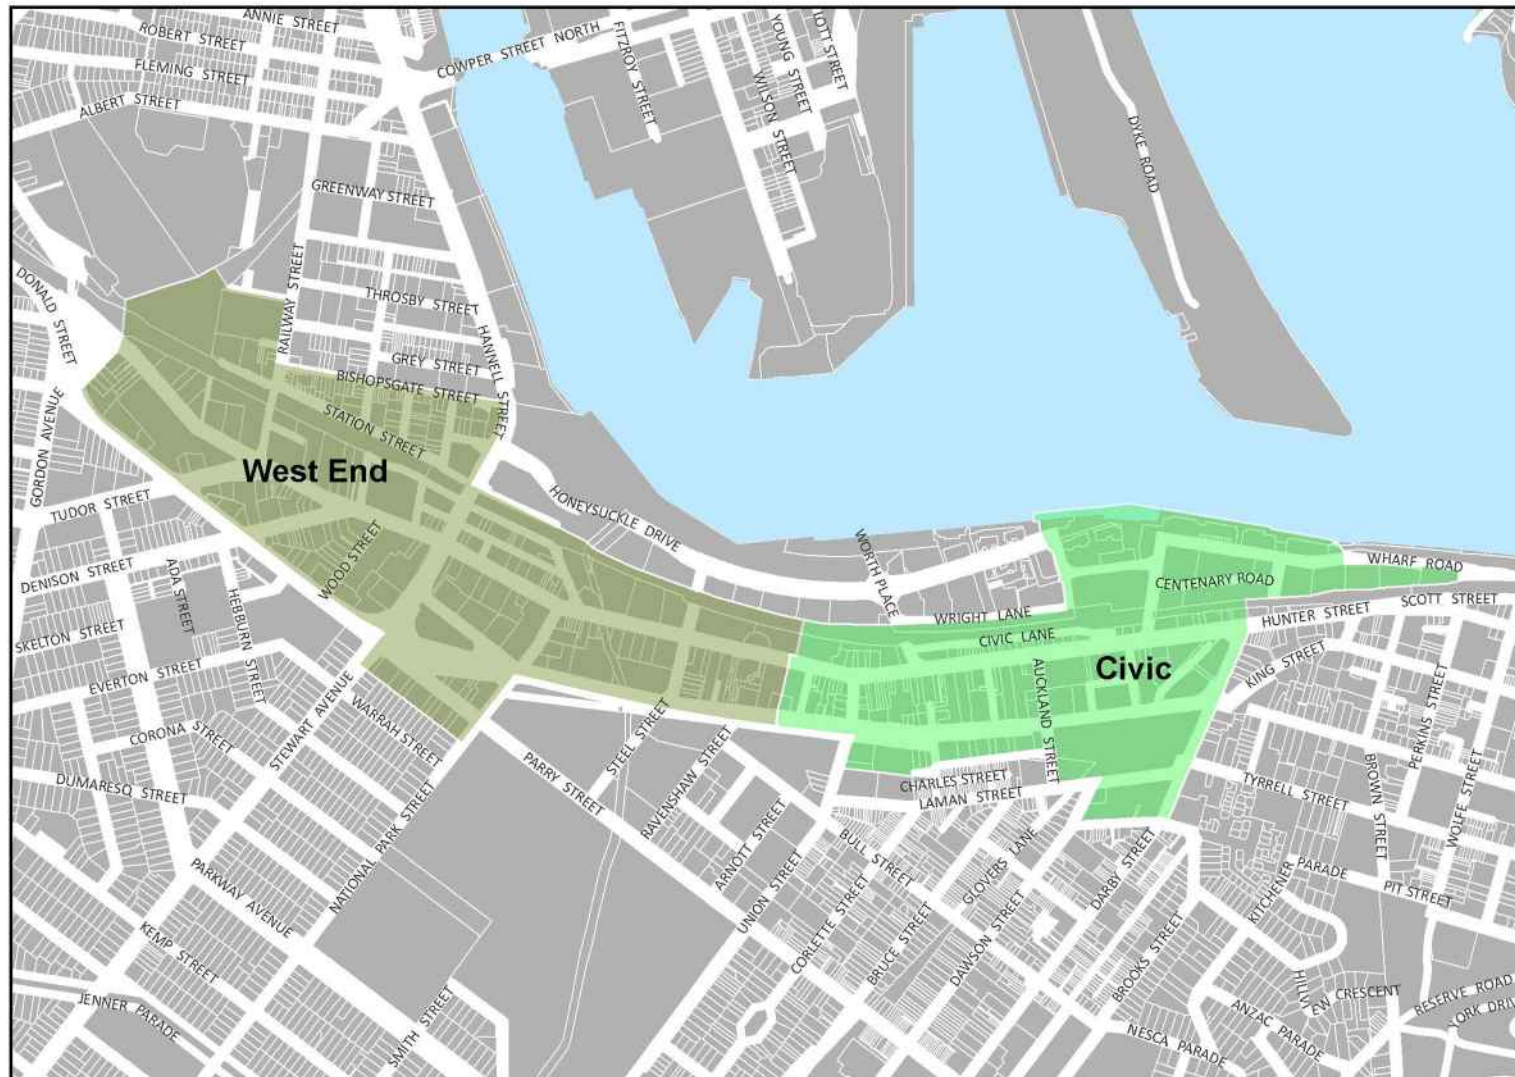 ANNIE STREET
ROBERT STREET
FLEMING STREET
ALBERT STREET
COWPER STREET NORTH
FITZROY STREET
YOUNG STREET
WILSON STREET
LOTT STREET
DYKE ROAD
GREENWAY STREET
RAILWAY STREET
THROSBY STREET
HANNELL STREET
GREY STREET
BISHOPSGATE STREET
STATION STREET
DONALD STREET
GORDON AVENUE
West End
TUDOR STREET
DENISON STREET
ADA STREET
HEBBURN STREET
WOOD STREET
SKELTON STREET
EVERTON STREET
CORONA STREET
DUMARESQ STREET
STEWART AVENUE
WARRAH STREET
NATIONAL PARK STREET
PARKWAY AVENUE
KEMP STREET
JENNER PARADE
SMITH STREET
HONEYSUCKLE DRIVE
WORTH PLACE
WRIGHT LANE
CIVIC LANE
CENTENARY ROAD
WHARF ROAD
SCOTT STREET
HUNTER STREET
KING STREET
Civic
AUCKLAND STREET
PERKINS STREET
BROWN STREET
WOLFE STREET
TYRRELL STREET
CHARLES STREET
LAMAN STREET
PARRY STREET
STEEL STREET
RAVENSHAW STREET
ARNOTT STREET
UNION STREET
BULL STREET
CORLETTE STREET
BRUCE STREET
GLOVERS LANE
DAWSON STREET
DARBY STREET
BROOKS STREET
KITCHENER
PARADE
PIT STREET
HILLVI
EW CRESCENT
ANZAC PARADE
NESCA PARADE
RESERVE ROAD
YORK DRIV